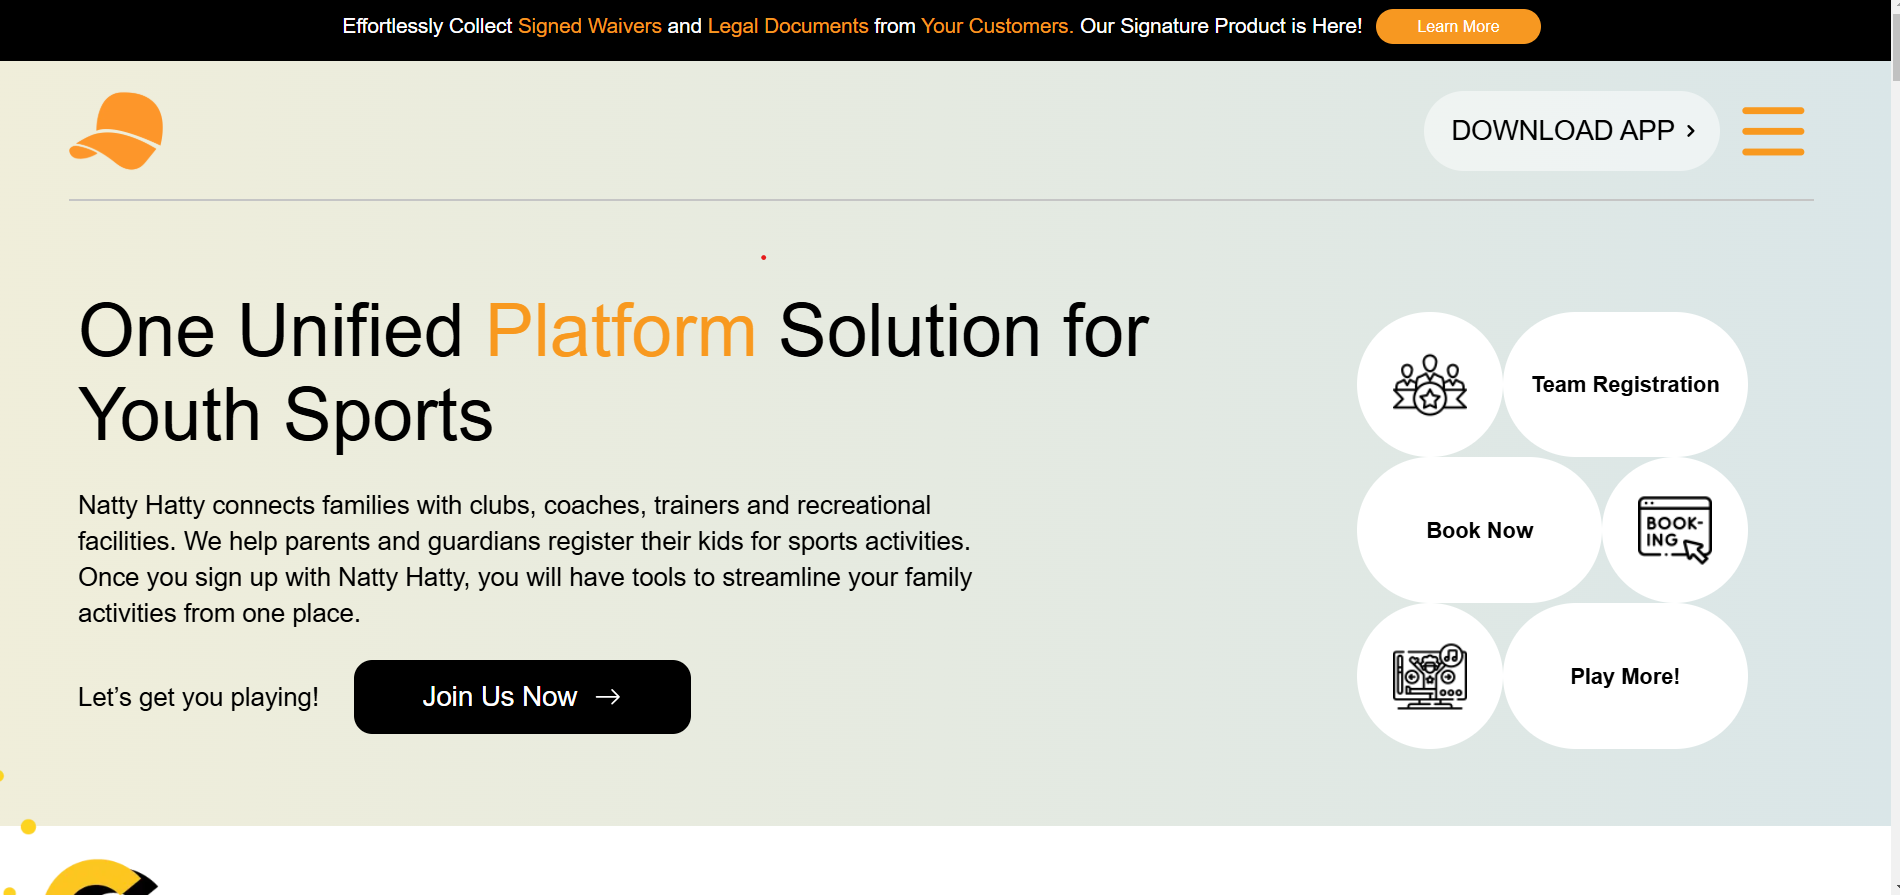 Effortlessly Collect Signed Waivers and Legal Documents from Your Customers. Our Signature Product is Here! Learn More
DOWNLOAD APP
One Unified Platform Solution for
Youth Sports
Natty Hatty connects families with clubs, coaches, trainers and recreational
facilities. We help parents and guardians register their kids for sports activities.
Once you sign up with Natty Hatty, you will have tools to streamline your family
activities from one place.
Let’s get you playing!
Join Us Now
Team Registration
Book Now
BOOK-
ING
Play More!